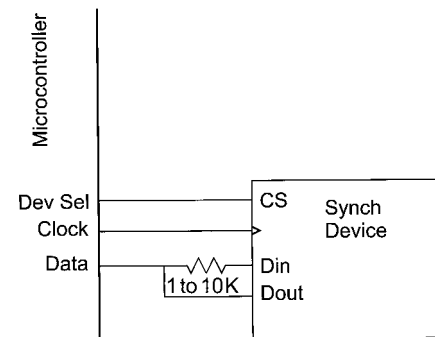 Microcontroller
Dev Sel
Clock
Data
CS
Synch
Device
Din
Dout
1 to 10K